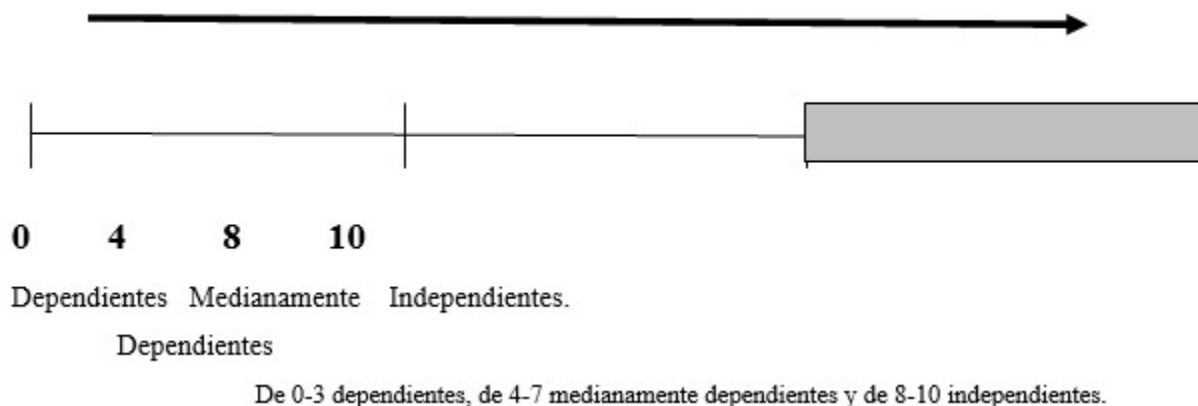 0 4 8 10
Dependientes Medianamente Independientes.
Dependientes
De 0-3 dependientes, de 4-7 medianamente dependientes y de 8-10 independientes.